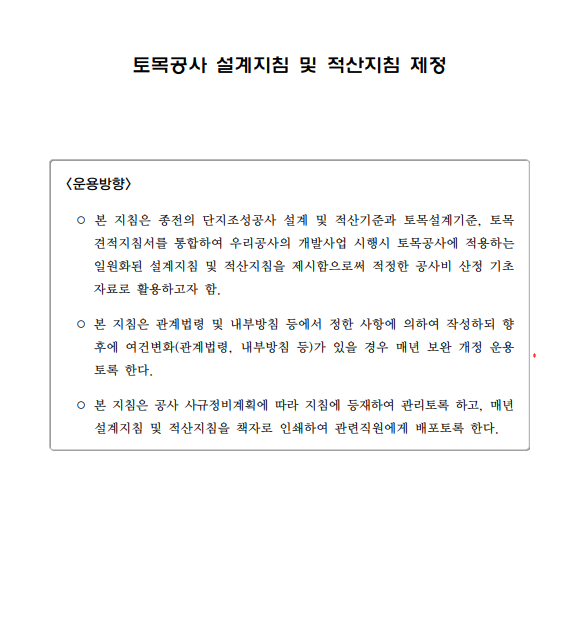 토목공사 설계지침 및 적산지침 제정
<운용방향>
○ 본 지침은 종전의 단지조성공사 설계 및 적산기준과 토목설계기준, 토목
견적지침서를 통합하여 우리공사의 개발사업 시행시 토목공사에 적용하는
일원화된 설계지침 및 적산지침을 제시함으로써 적정한 공사비 산정 기초
자료로 활용하고자 함.
○ 본 지침은 관계법령 및 내부방침 등에서 정한 사항에 의하여 작성하되 향
후에 여건변화(관계법령, 내부방침 등)가 있을 경우 매년 보완 개정 운용
토록 한다.
○ 본 지침은 공사 사규정비계획에 따라 지침에 등재하여 관리토록 하고, 매년
설계지침 및 적산지침을 책자로 인쇄하여 관련직원에게 배포토록 한다.